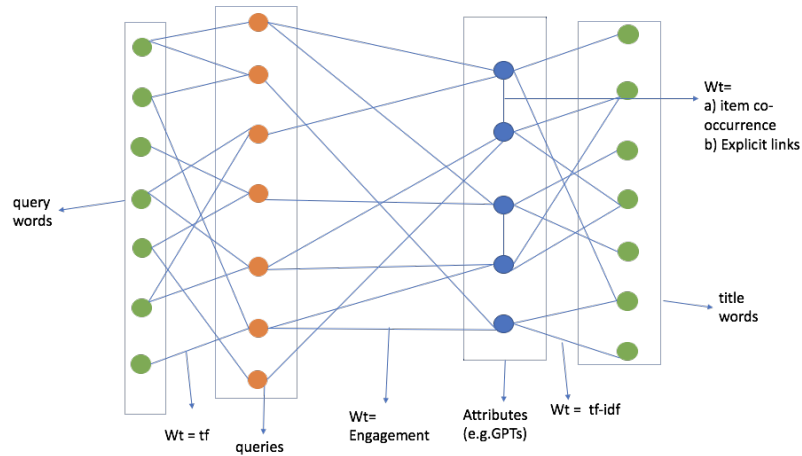 Wt=
a) item co-
occurrence
b) Explicit links
query
words
title
words
Wt = tf
queries
Wt=
Engagement
Attributes
(e.g.GPTs)
Wt = tf-idf